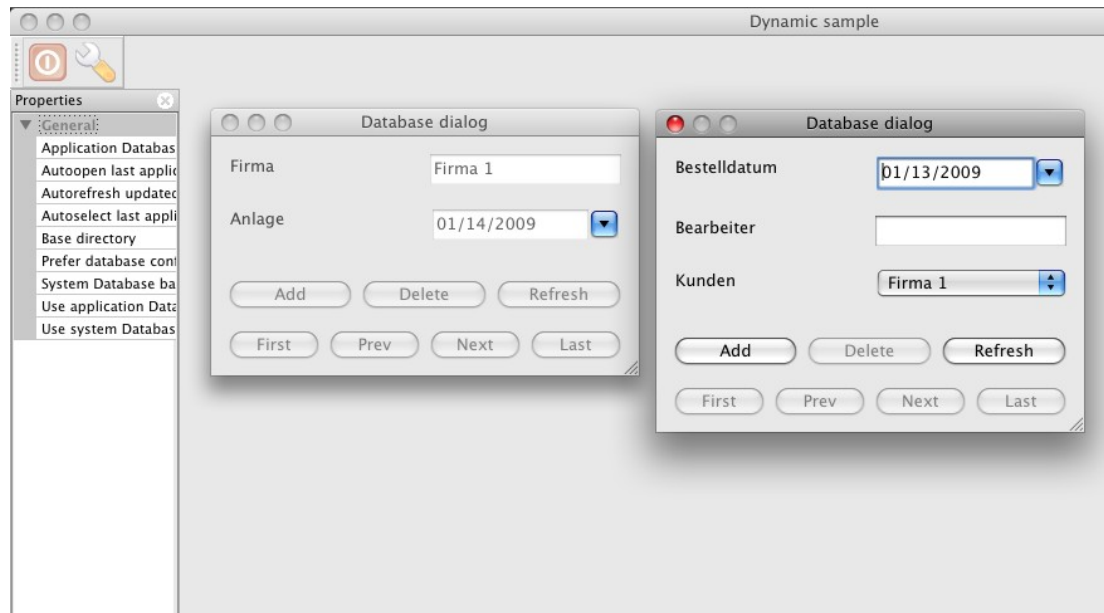 Dynamic sample
Properties
General
Application Databas
Autoopen last applic
Autorefresh updated
Autoselect last appli
Base directory
Prefer database conf
System Database ba
Use application Data
Use system Databas
Database dialog
Firma Firma 1
Anlage 01/14/2009
Add Delete Refresh
First Prev Next Last
Database dialog
Bestelldatum 01/13/2009
Bearbeiter
Kunden Firma 1
Add Delete Refresh
First Prev Next Last